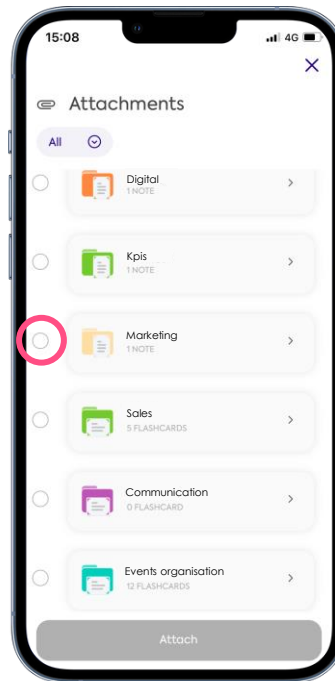 15:08
4G
Attachments
All
Digital
1 NOTE
Kpis
1 NOTE
Marketing
1 NOTE
Sales
5 FLASHCARDS
Communication
0 FLASHCARD
Events organisation
12 FLASHCARDS
Attach